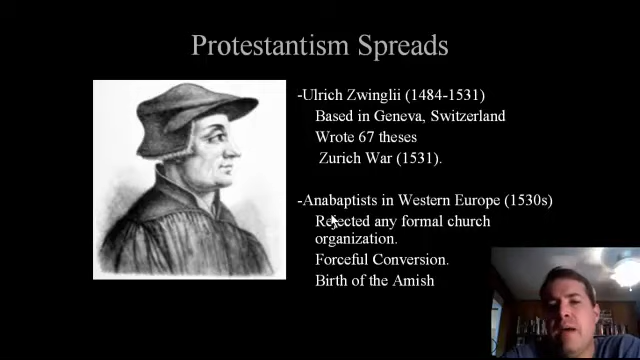 Protestantism Spreads
-Ulrich Zwinglii (1484-1531)
Based in Geneva, Switzerland
Wrote 67 theses
Zurich War (1531).
-Anabaptists in Western Europe (1530s)
Rejected any formal church
organization.
Forceful Conversion.
Birth of the Amish